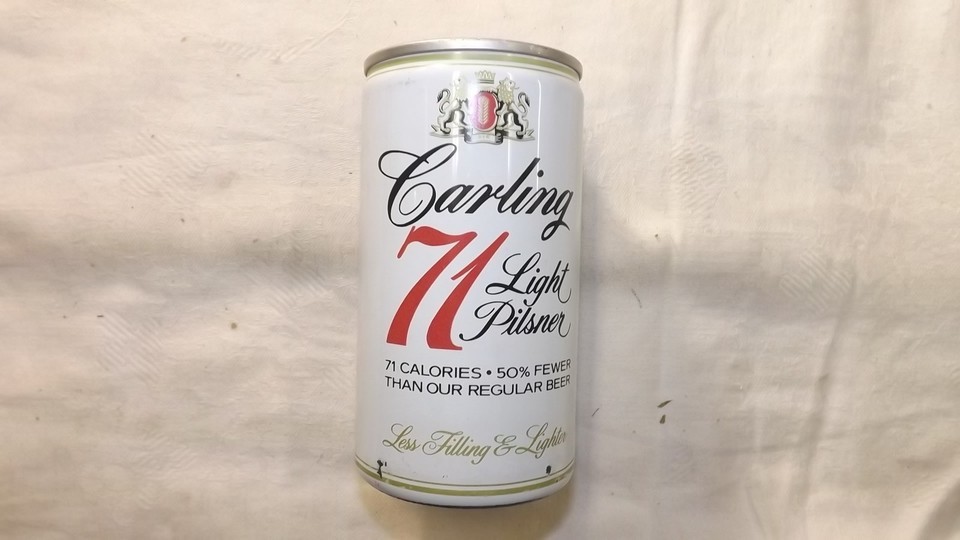 Carling
71 Light
Pilsner
71 CALORIES • 50% FEWER
THAN OUR REGULAR BEER
Less Filling & Lighter